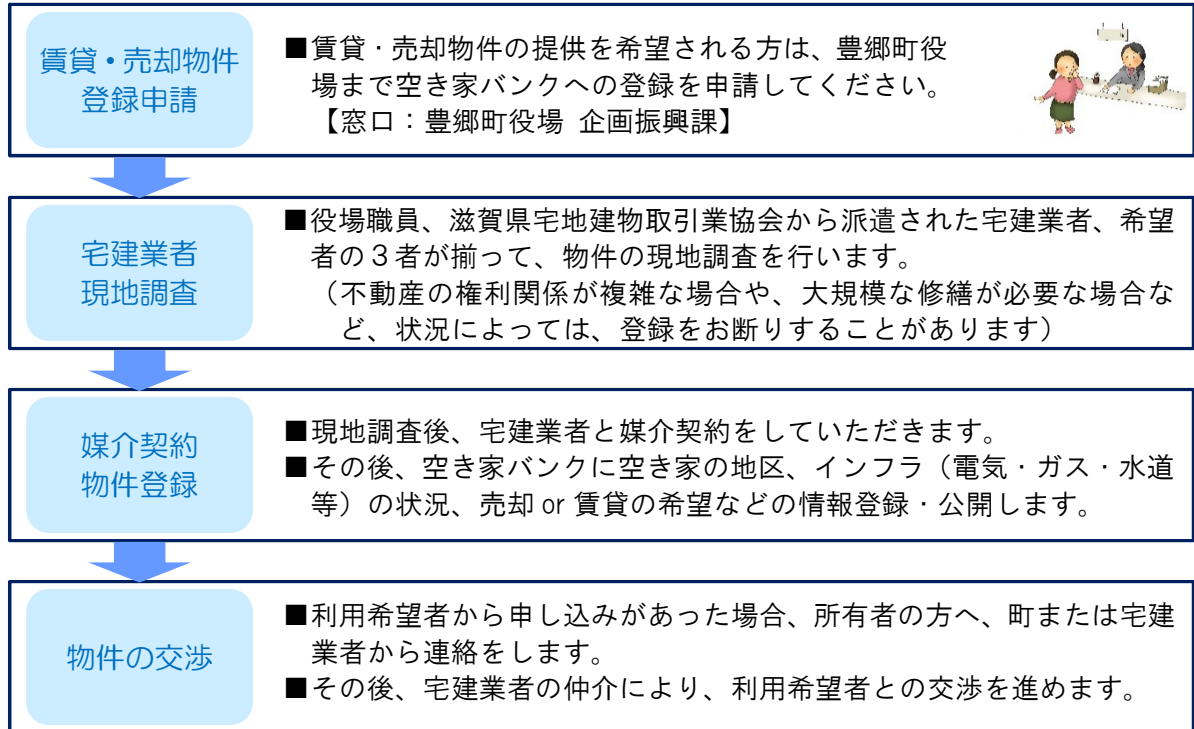 賃貸・売却物件
登録申請
■賃貸・売却物件の提供を希望される方は、豊郷町役
場まで空き家バンクへの登録を申請してください。
【窓口：豊郷町役場 企画振興課】
宅建業者
現地調査
■役場職員、滋賀県宅地建物取引業協会から派遣された宅建業者、希望
者の３者が揃って、物件の現地調査を行います。
（不動産の権利関係が複雑な場合や、大規模な修繕が必要な場合な
ど、状況によっては、登録をお断りすることがあります）
媒介契約
物件登録
■現地調査後、宅建業者と媒介契約をしていただきます。
■その後、空き家バンクに空き家の地区、インフラ（電気・ガス・水道
等）の状況、売却 or 賃貸の希望などの情報登録・公開します。
物件の交渉
■利用希望者から申し込みがあった場合、所有者の方へ、町または宅建
業者から連絡をします。
■その後、宅建業者の仲介により、利用希望者との交渉を進めます。